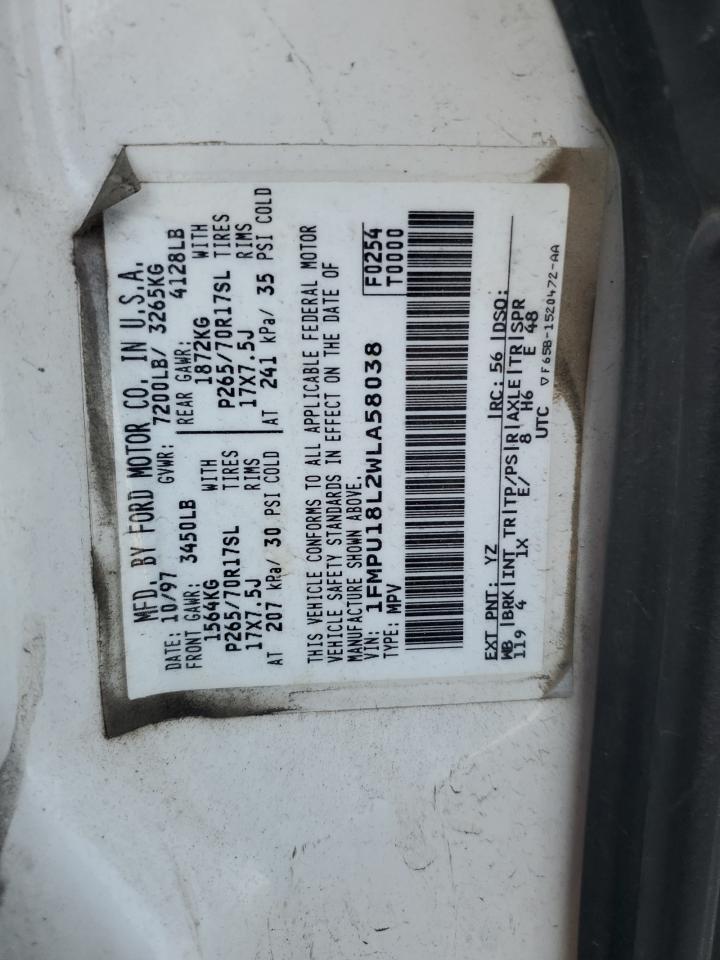 MFD. BY FORD MOTOR CO. IN U.S.A.
DATE: 10/97 GVWR: 7200LB/ 3265KG
FRONT GAWR: 3450LB REAR GAWR: 4128LB
1564KG WITH 1872KG WITH
P265/70R17SL TIRES P265/70R17SL TIRES
17X7.5J RIMS 17X7.5J RIMS
AT 207 kPa/ 30 PSI COLD AT 241 kPa/ 35 PSI COLD
THIS VEHICLE CONFORMS TO ALL APPLICABLE FEDERAL MOTOR
VEHICLE SAFETY STANDARDS IN EFFECT ON THE DATE OF
MANUFACTURE SHOWN ABOVE.
VIN: 1FMPU18L2WLA58038 F0254
TYPE: MPV T0000
EXT PNT: YZ RC: 56 DSO:
WB BRK INT TR TP/PS R AXLE TR SPR
119 4 1X E/ 8 H6 E 48
UTC ▽F65B-1520472-AA